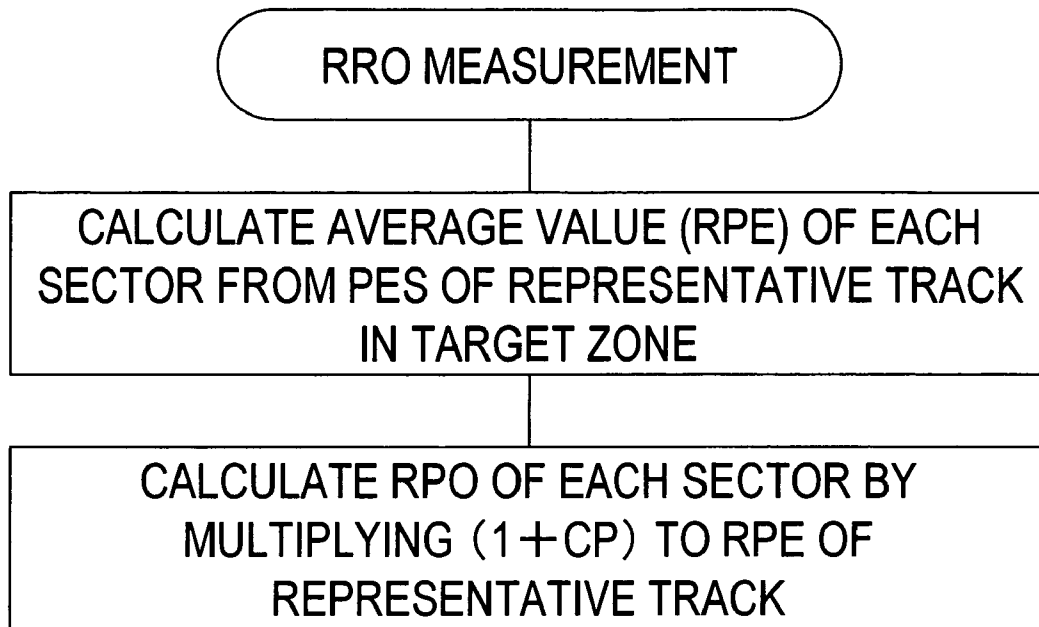 RRO MEASUREMENT
CALCULATE AVERAGE VALUE (RPE) OF EACH
SECTOR FROM PES OF REPRESENTATIVE TRACK
IN TARGET ZONE
CALCULATE RPO OF EACH SECTOR BY
MULTIPLYING (1+CP) TO RPE OF
REPRESENTATIVE TRACK